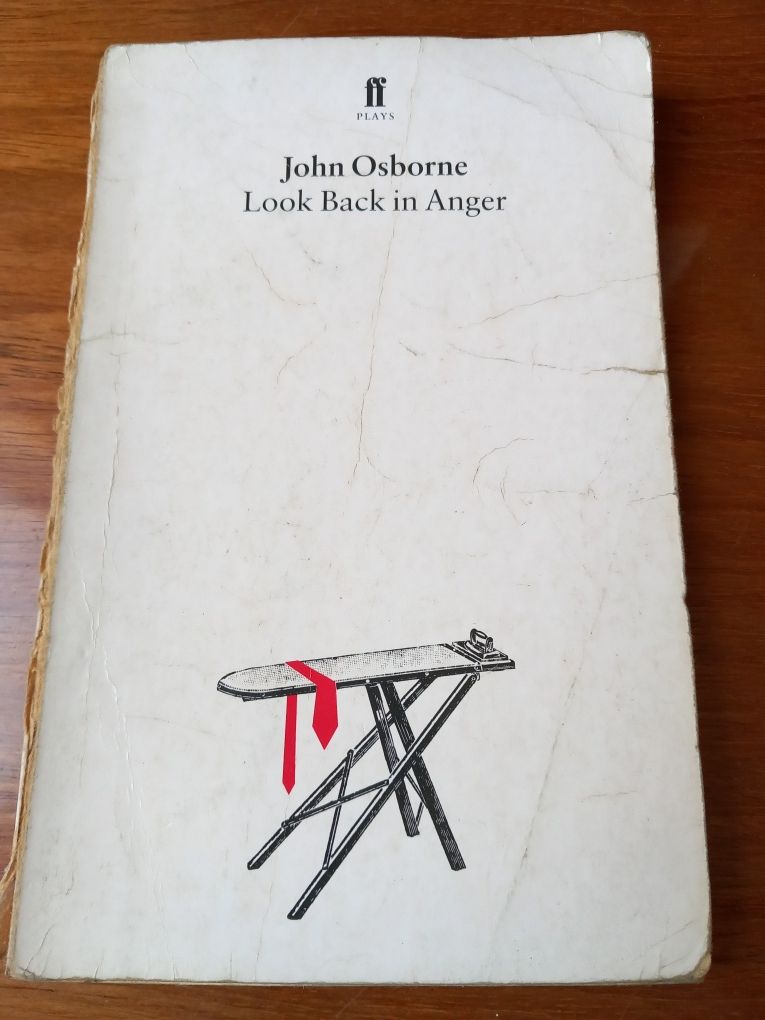 ff
PLAYS
John Osborne
Look Back in Anger